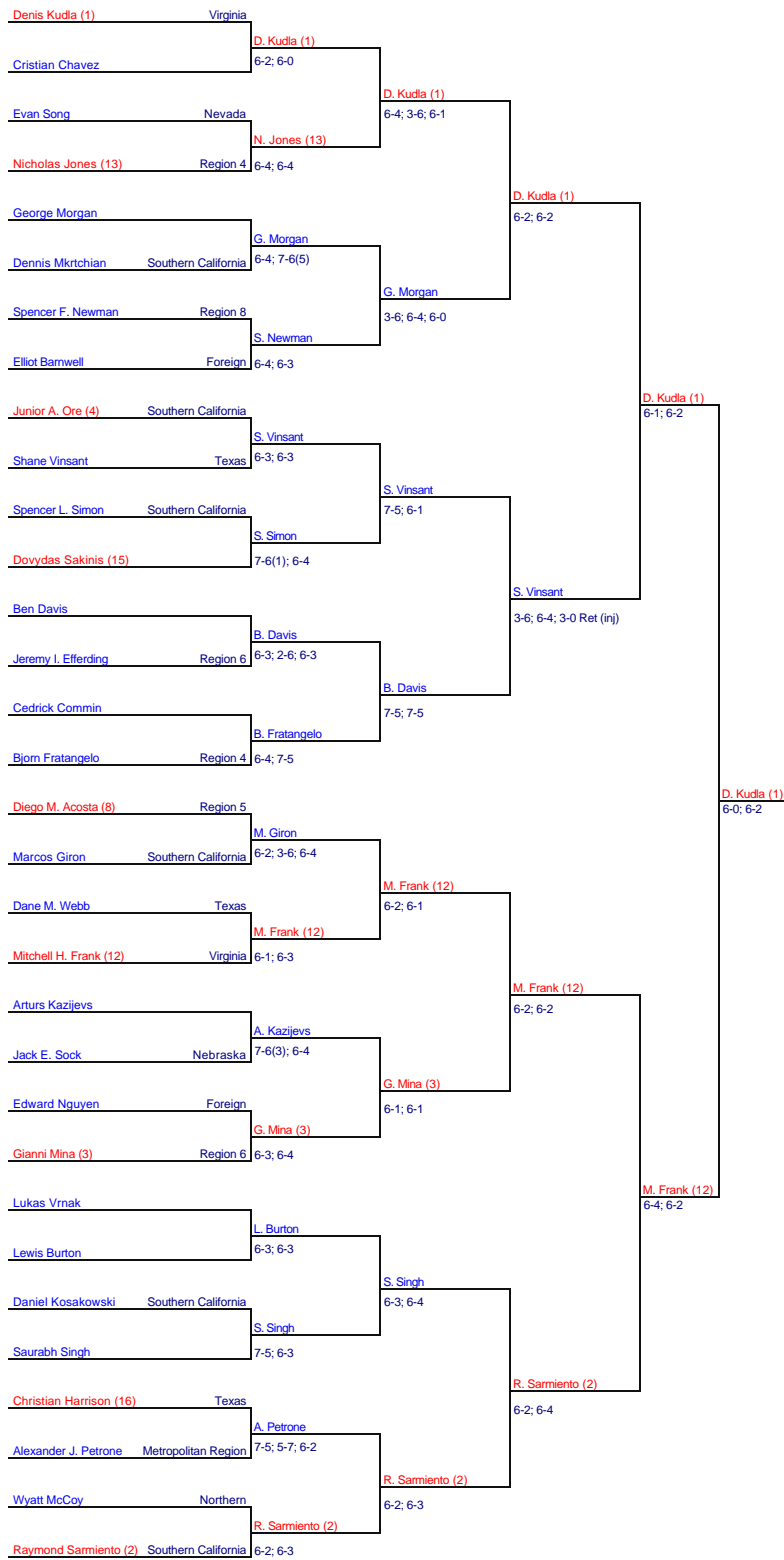 Denis Kudla (1) Virginia
D. Kudla (1)
6-2; 6-0
Cristian Chavez
D. Kudla (1)
6-4; 3-6; 6-1
Evan Song Nevada
N. Jones (13)
Nicholas Jones (13) Region 4 6-4; 6-4
D. Kudla (1)
6-2; 6-2
George Morgan
G. Morgan
Dennis Mkrtchian Southern California 6-4; 7-6(5)
G. Morgan
3-6; 6-4; 6-0
Spencer F. Newman Region 8
S. Newman
Elliot Barnwell Foreign 6-4; 6-3
D. Kudla (1)
6-1; 6-2
Junior A. Ore (4) Southern California
S. Vinsant
Shane Vinsant Texas 6-3; 6-3
S. Vinsant
7-5; 6-1
Spencer L. Simon Southern California
S. Simon
Dovydas Sakinis (15) 7-6(1); 6-4
S. Vinsant
3-6; 6-4; 3-0 Ret (inj)
Ben Davis
B. Davis
Jeremy I. Efferding Region 6 6-3; 2-6; 6-3
B. Davis
7-5; 7-5
Cedrick Commin
B. Fratangelo
Bjorn Fratangelo Region 4 6-4; 7-5
D. Kudla (1)
6-0; 6-2
Diego M. Acosta (8) Region 5
M. Giron
Marcos Giron Southern California 6-2; 3-6; 6-4
M. Frank (12)
6-2; 6-1
Dane M. Webb Texas
M. Frank (12)
Mitchell H. Frank (12) Virginia 6-1; 6-3
M. Frank (12)
6-2; 6-2
Arturs Kazijevs
A. Kazijevs
Jack E. Sock Nebraska 7-6(3); 6-4
G. Mina (3)
6-1; 6-1
Edward Nguyen Foreign
G. Mina (3)
Gianni Mina (3) Region 6 6-3; 6-4
M. Frank (12)
6-4; 6-2
Lukas Vrnak
L. Burton
Lewis Burton 6-3; 6-3
S. Singh
6-3; 6-4
Daniel Kosakowski Southern California
S. Singh
Saurabh Singh 7-5; 6-3
R. Sarmiento (2)
6-2; 6-4
Christian Harrison (16) Texas
A. Petrone
Alexander J. Petrone Metropolitan Region 7-5; 5-7; 6-2
R. Sarmiento (2)
6-2; 6-3
Wyatt McCoy Northern
R. Sarmiento (2)
Raymond Sarmiento (2) Southern California 6-2; 6-3